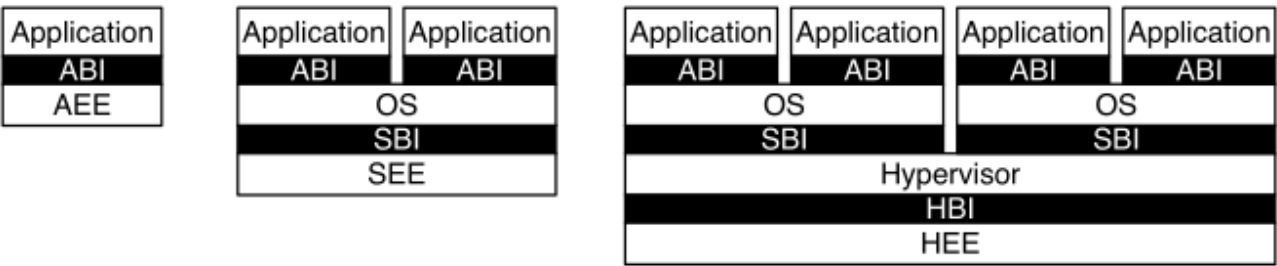 Application
ABI
AEE
Application Application
ABI ABI
OS
SBI
SEE
Application Application Application Application
ABI ABI ABI ABI
OS OS
SBI SBI
Hypervisor
HBI
HEE